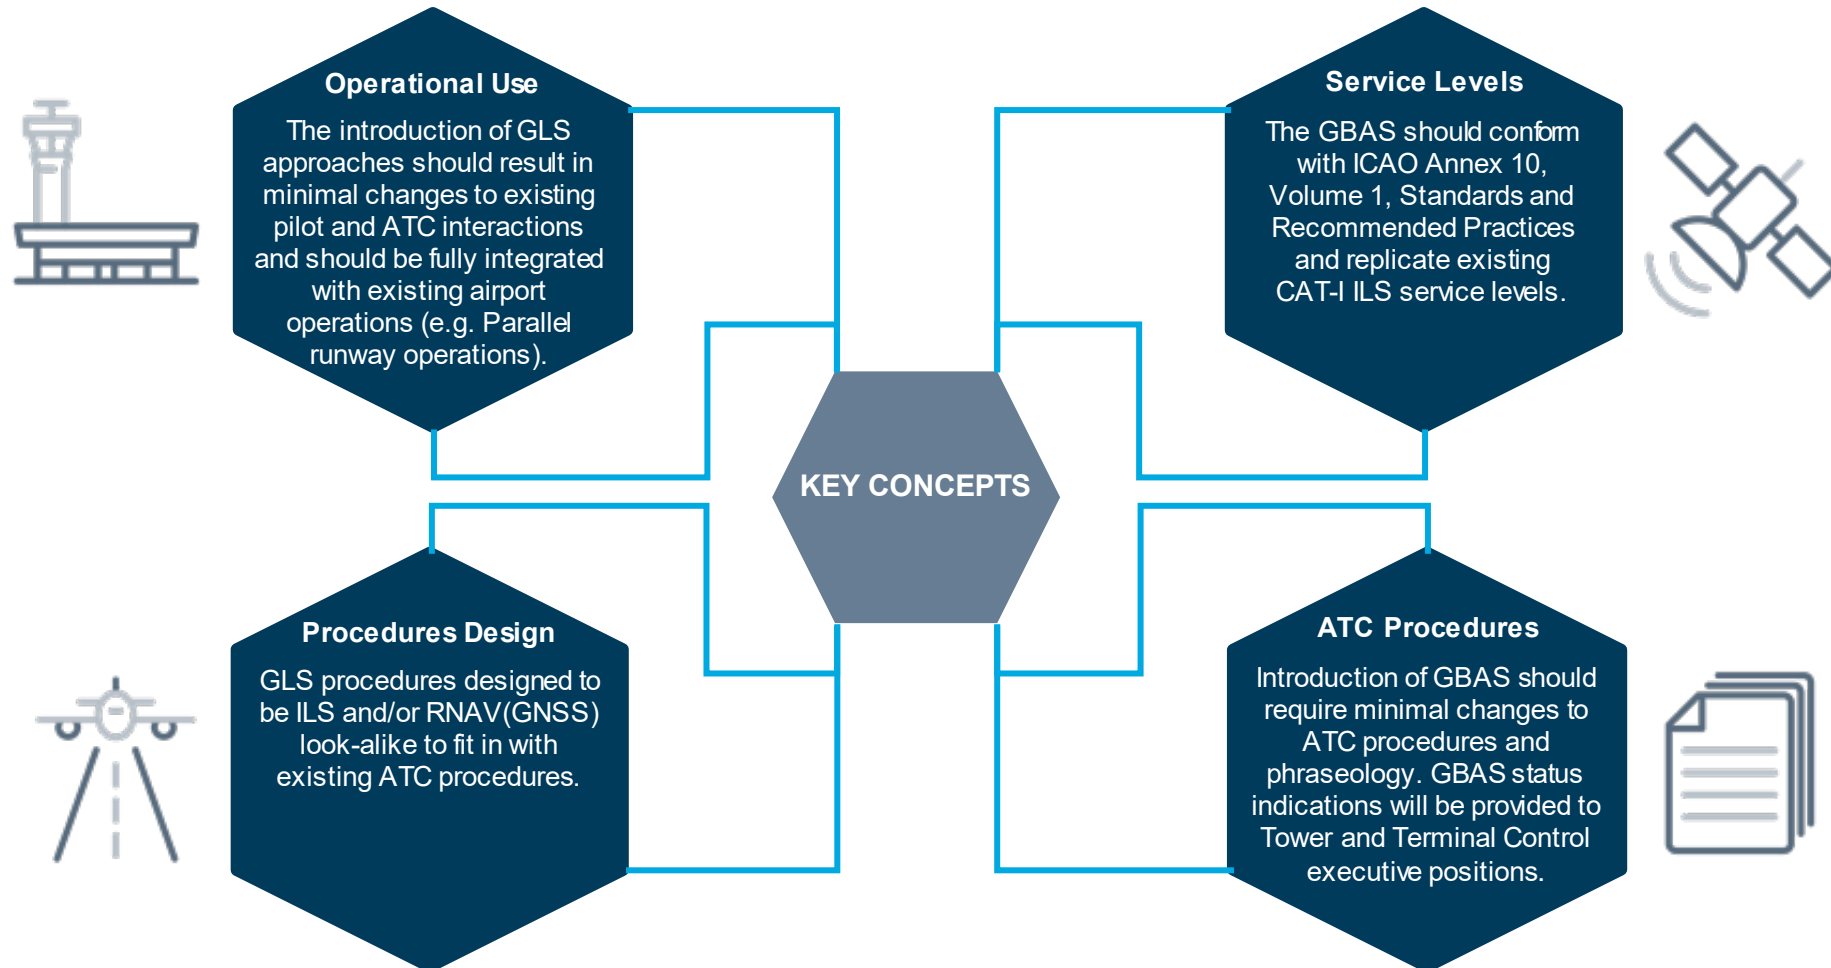 Operational Use
The introduction of GLS
approaches should result in
minimal changes to existing
pilot and ATC interactions
and should be fully integrated
with existing airport
operations (e.g. Parallel
runway operations).
Service Levels
The GBAS should conform
with ICAO Annex 10,
Volume 1, Standards and
Recommended Practices
and replicate existing
CAT-I ILS service levels.
KEY CONCEPTS
Procedures Design
GLS procedures designed to
be ILS and/or RNAV(GNSS)
look-alike to fit in with
existing ATC procedures.
ATC Procedures
Introduction of GBAS should
require minimal changes to
ATC procedures and
phraseology. GBAS status
indications will be provided to
Tower and Terminal Control
executive positions.